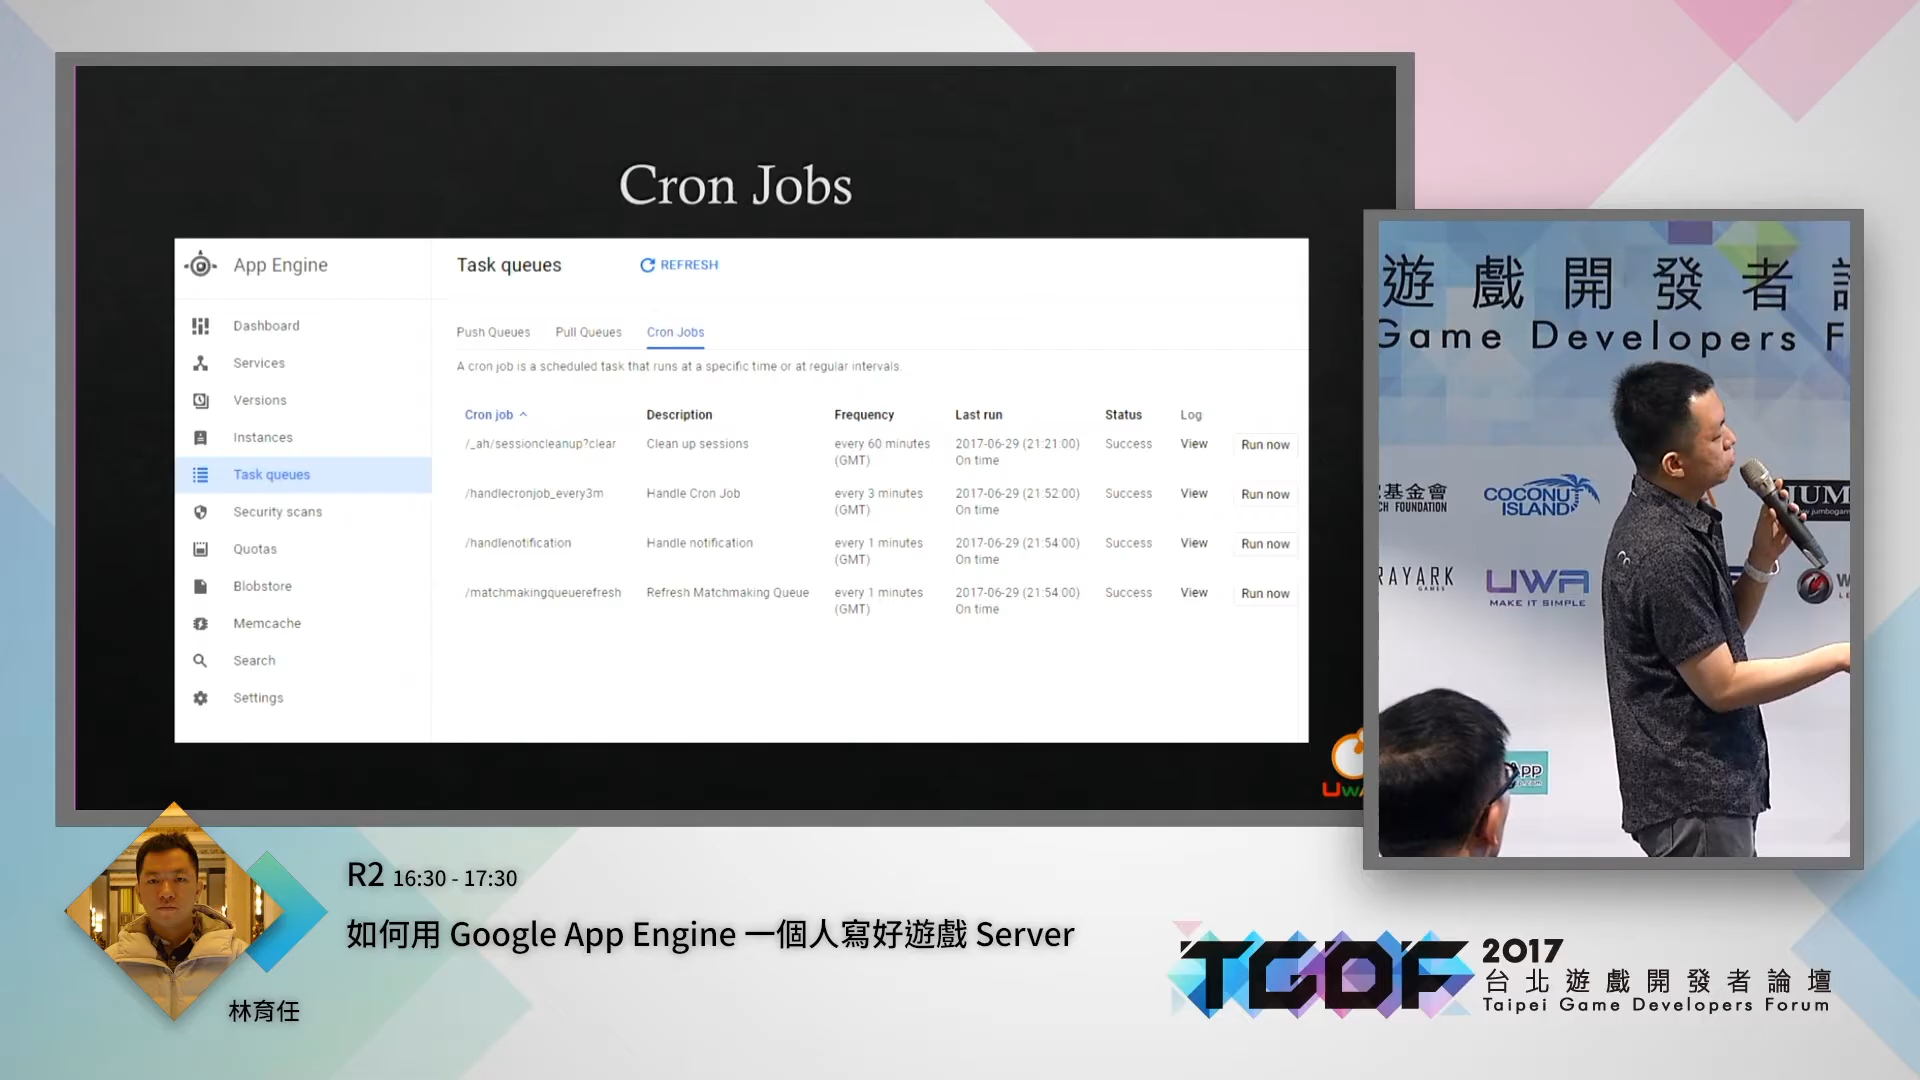 Cron Jobs
App Engine
Dashboard
Services
Versions
Instances
Task queues
Security scans
Quotas
Blobstore
Memcache
Search
Settings
Task queues
REFRESH
Push Queues Pull Queues Cron Jobs
A cron job is a scheduled task that runs at a specific time or at regular intervals.
Cron job Description Frequency Last run Status Log
/_ah/sessioncleanup?clear Clean up sessions every 60 minutes (GMT) 2017-06-29 (21:21:00) On time Success View Run now
/handlecronjob_every3m Handle Cron Job every 3 minutes (GMT) 2017-06-29 (21:52:00) On time Success View Run now
/handlenotification Handle notification every 1 minutes (GMT) 2017-06-29 (21:54:00) On time Success View Run now
/matchmakingqueuerefresh Refresh Matchmaking Queue every 1 minutes (GMT) 2017-06-29 (21:54:00) On time Success View Run now
遊戲開發者
Game Developers F
基金會
CH FOUNDATION
COCONUT
ISLAND
JUM
RAYARK
GAMES
UWA
MAKE IT SIMPLE
R2 16:30 - 17:30
如何用 Google App Engine 一個人寫好遊戲 Server
林育任
TGDF 2017
台北遊戲開發者論壇
Taipei Game Developers Forum